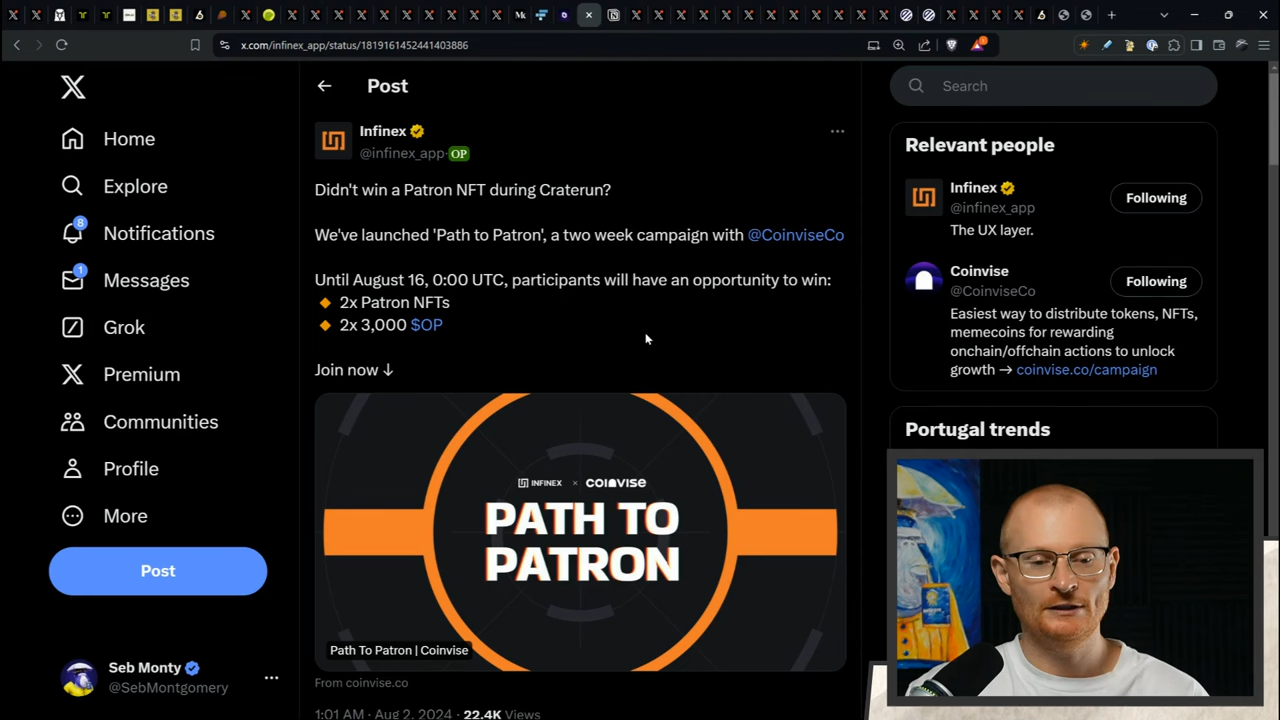 x.com/infinex_app/status/1819161452441403886
Home
Explore
8
Notifications
1
Messages
Grok
Premium
Communities
Profile
More
Post
Seb Monty
@SebMontgomery
Post
Infinex
@infinex_app· OP
Didn't win a Patron NFT during Craterun?
We've launched 'Path to Patron', a two week campaign with @CoinviseCo
Until August 16, 0:00 UTC, participants will have an opportunity to win:
🔸 2x Patron NFTs
🔸 2x 3,000 $OP
Join now ↓
INFINEX × COINVISE
PATH TO
PATRON
Path To Patron | Coinvise
From coinvise.co
1:01 AM · Aug 2, 2024 · 22.4K Views
Search
Relevant people
Infinex
Following
@infinex_app
The UX layer.
Coinvise
Following
@CoinviseCo
Easiest way to distribute tokens, NFTs,
memecoins for rewarding
onchain/offchain actions to unlock
growth → coinvise.co/campaign
Portugal trends